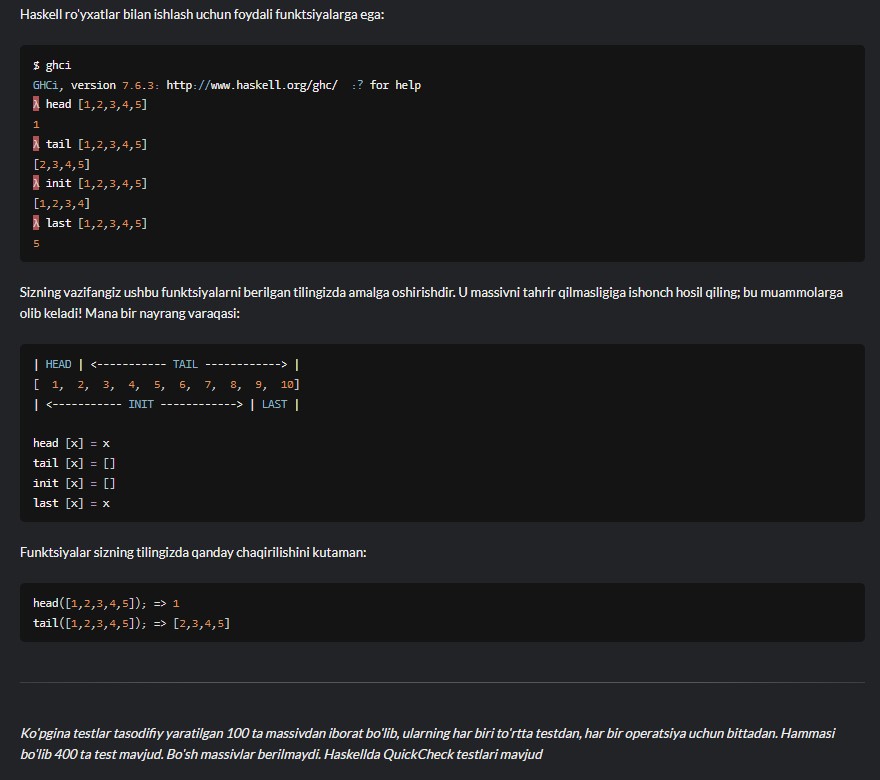 Haskell ro'yxatlar bilan ishlash uchun foydali funktsiyalarga ega:
$ ghci
GHCi, version 7.6.3: http://www.haskell.org/ghc/  :? for help
λ head [1,2,3,4,5]
1
λ tail [1,2,3,4,5]
[2,3,4,5]
λ init [1,2,3,4,5]
[1,2,3,4]
λ last [1,2,3,4,5]
5
Sizning vazifangiz ushbu funktsiyalarni berilgan tilingizda amalga oshirishdir. U massivni tahrir qilmasligiga ishonch hosil qiling; bu muammolarga
olib keladi! Mana bir nayrang varaqasi:
| HEAD | <----------- TAIL ------------> |
[  1,  2,  3,  4,  5,  6,  7,  8,  9,  10]
| <----------- INIT ------------> | LAST |
head [x] = x
tail [x] = []
init [x] = []
last [x] = x
Funktsiyalar sizning tilingizda qanday chaqirilishini kutaman:
head([1,2,3,4,5]); => 1
tail([1,2,3,4,5]); => [2,3,4,5]
Ko'pgina testlar tasodifiy yaratilgan 100 ta massivdan iborat bo'lib, ularning har biri to'rtta testdan, har bir operatsiya uchun bittadan. Hammasi
bo'lib 400 ta test mavjud. Bo'sh massivlar berilmaydi. Haskellda QuickCheck testlari mavjud